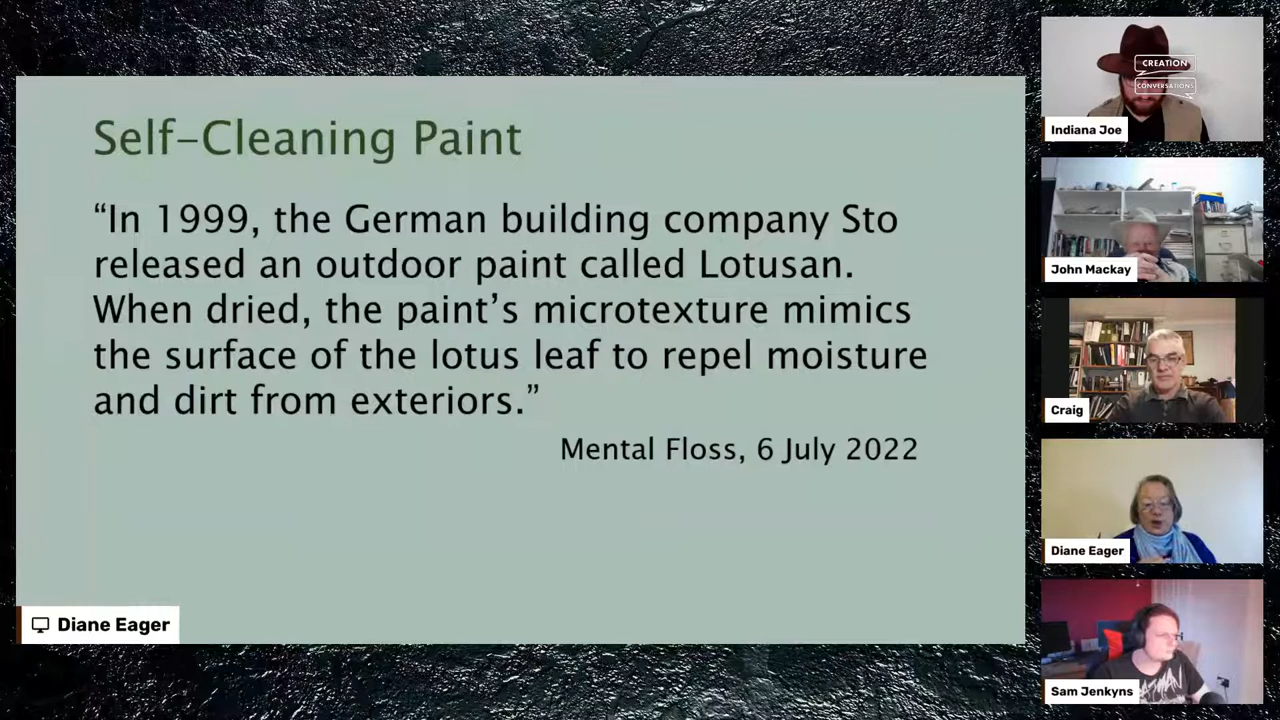 Self-Cleaning Paint
“In 1999, the German building company Sto
released an outdoor paint called Lotusan.
When dried, the paint’s microtexture mimics
the surface of the lotus leaf to repel moisture
and dirt from exteriors.”
Mental Floss, 6 July 2022
Diane Eager
CREATION
CONVERSATIONS
Indiana Joe
John Mackay
Craig
Diane Eager
Sam Jenkyns